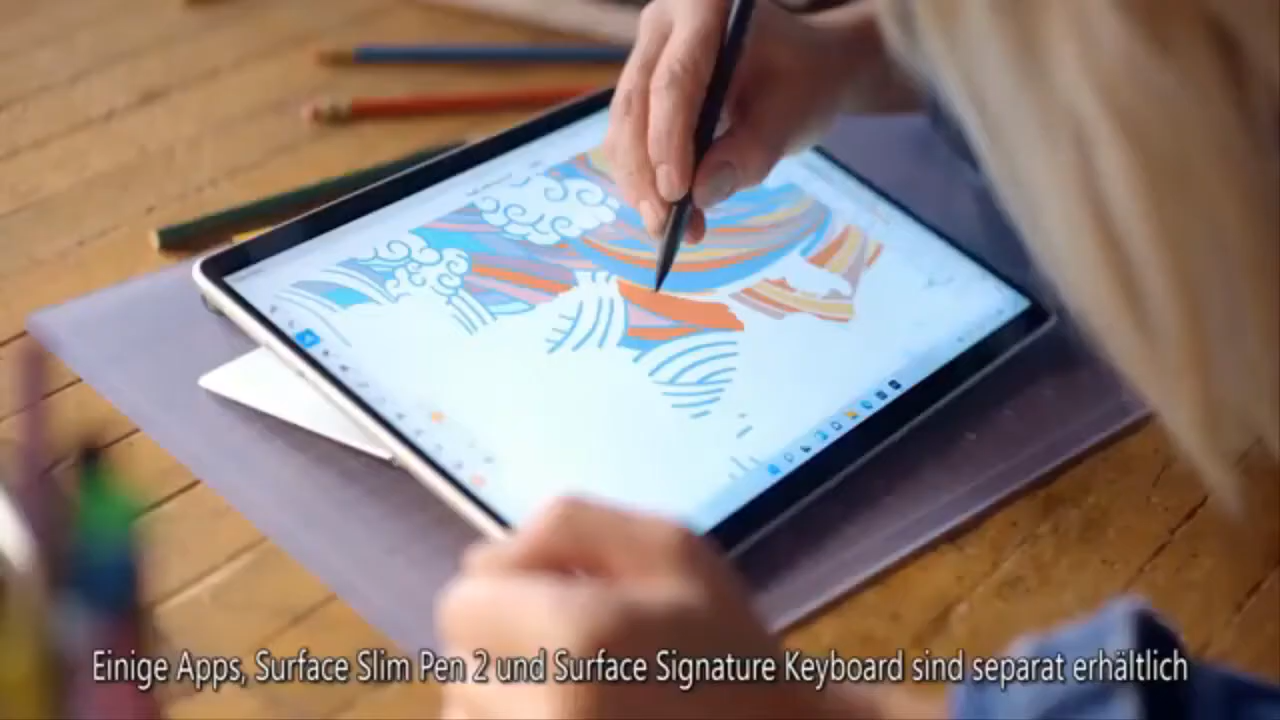 Einige Apps, Surface Slim Pen 2 und Surface Signature Keyboard sind separat erhältlich